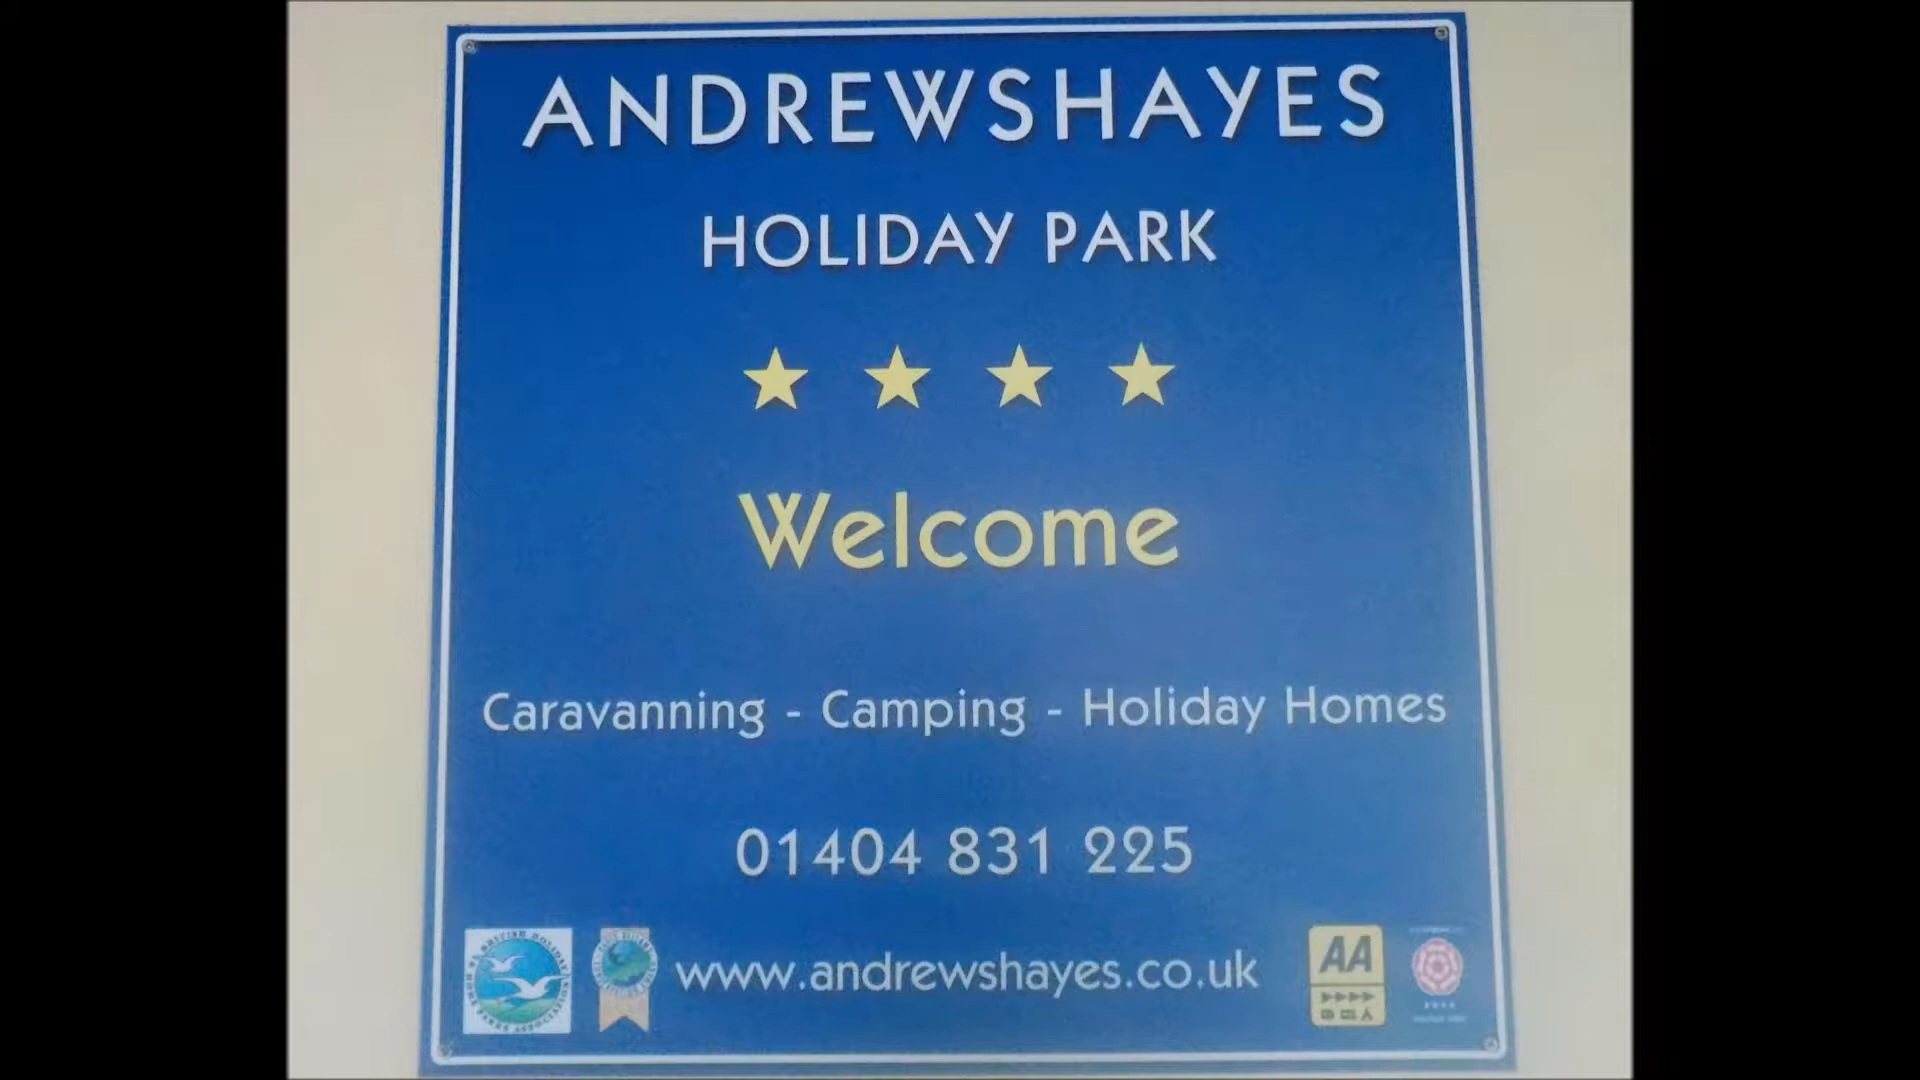 ANDREWSHAYES
HOLIDAY PARK
Welcome
Caravanning - Camping - Holiday Homes
01404 831 225
www.andrewshayes.co.uk
AA